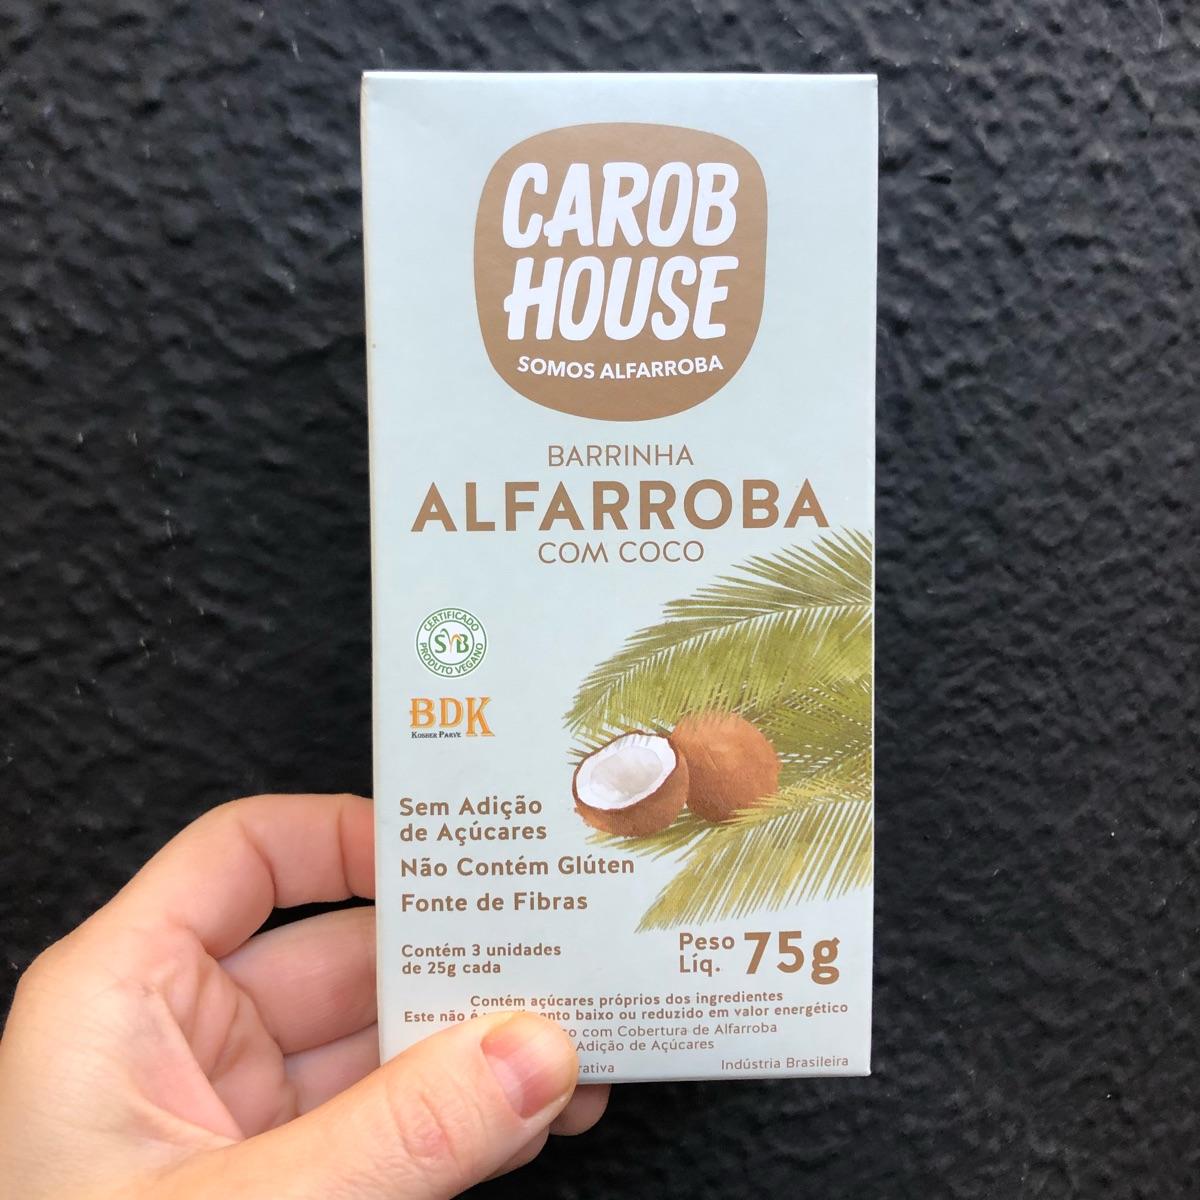 CAROB
HOUSE
SOMOS ALFARROBA
BARRINHA
ALFARROBA
COM COCO
CERTIFICADO
SVB
PRODUTO VEGANO
BDK
KOSHER PARVE
Sem Adição
de Açúcares
Não Contém Glúten
Fonte de Fibras
Contém 3 unidades
de 25g cada
Peso
Líq. 75g
Contém açúcares próprios dos ingredientes
Este não é baixo ou reduzido em valor energético
com Cobertura de Alfarroba
Adição de Açúcares
Indústria Brasileira